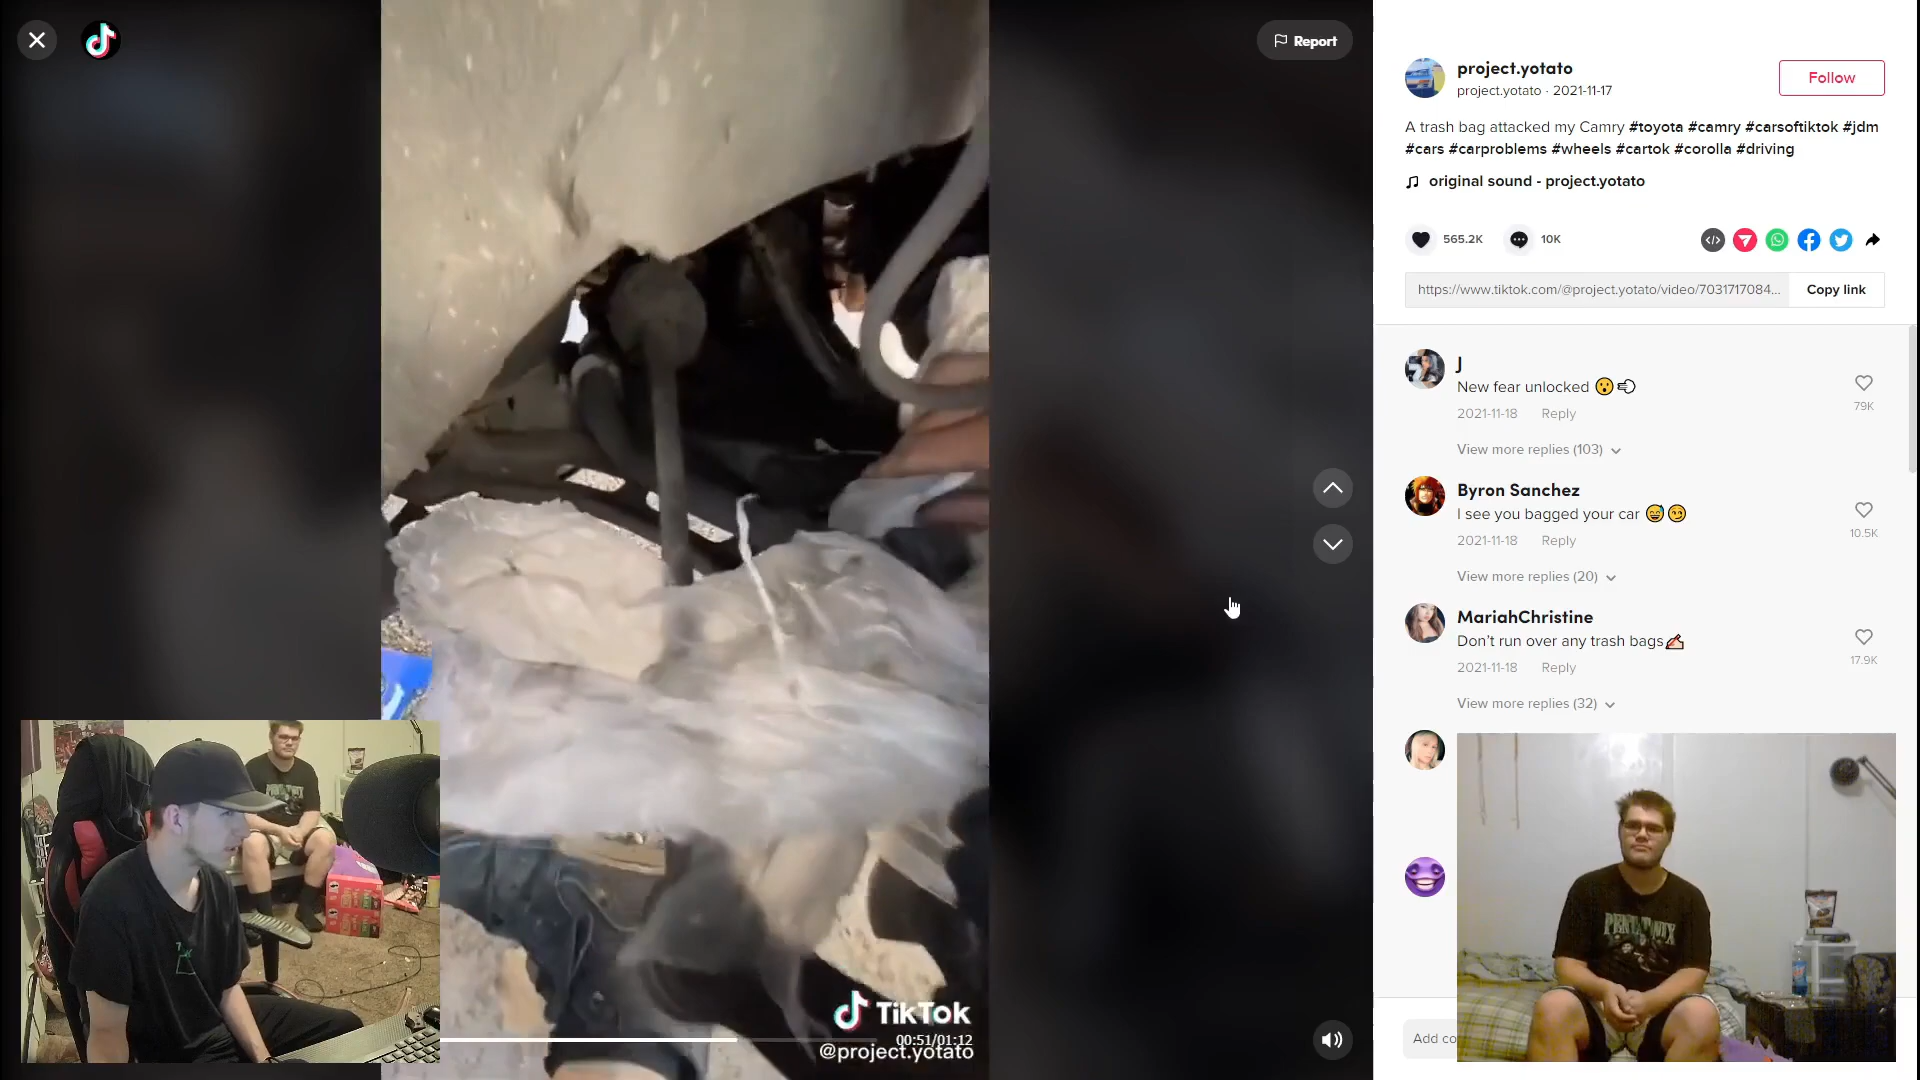 Report
project.yotato
project.yotato · 2021-11-17
Follow
A trash bag attacked my Camry #toyota #camry #carsoftiktok #jdm
#cars #carproblems #wheels #cartok #corolla #driving
original sound - project.yotato
565.2K
10K
https://www.tiktok.com/@project.yotato/video/7031717084...
Copy link
J
New fear unlocked 😯💨
2021-11-18 Reply
79K
View more replies (103)
Byron Sanchez
I see you bagged your car 😅😏
2021-11-18 Reply
10.5K
View more replies (20)
MariahChristine
Don't run over any trash bags✍🏻
2021-11-18 Reply
17.9K
View more replies (32)
Add co
TikTok
00:51/01:12
@project.yotato